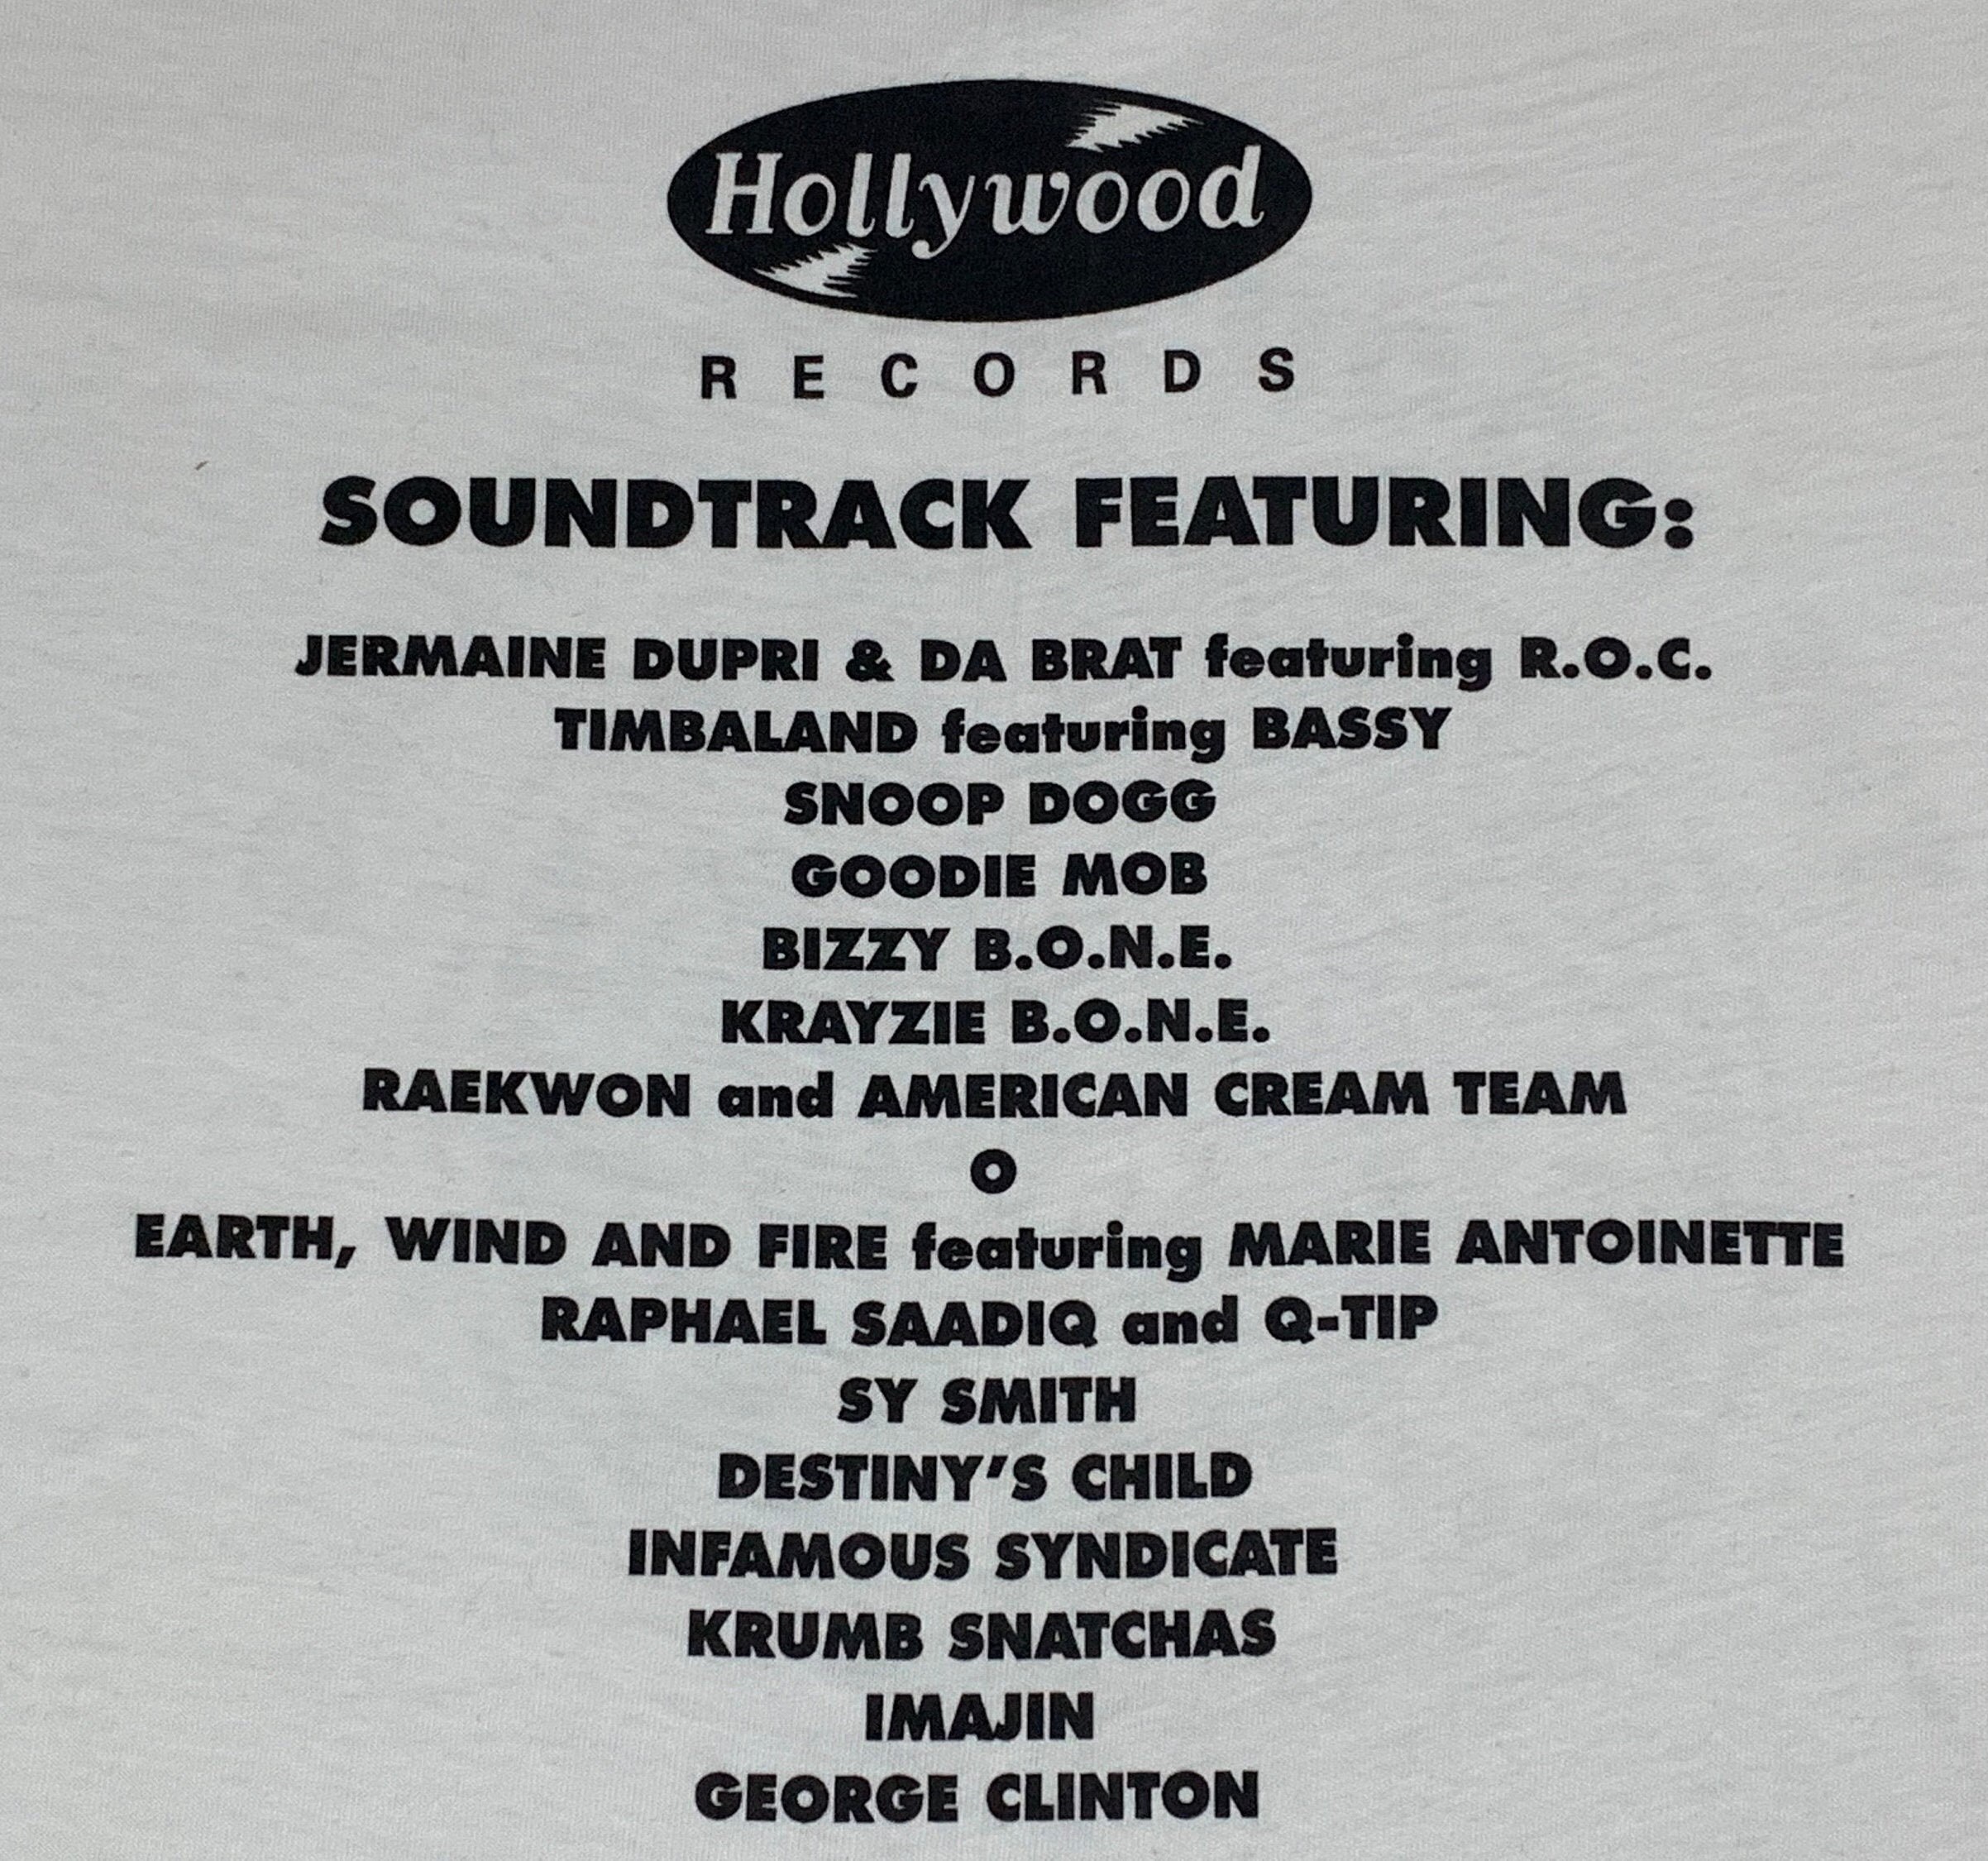 Hollywood
RECORDS
SOUNDTRACK FEATURING:
JERMAINE DUPRI & DA BRAT featuring R.O.C.
TIMBALAND featuring BASSY
SNOOP DOGG
GOODIE MOB
BIZZY B.O.N.E.
KRAYZIE B.O.N.E.
RAEKWON and AMERICAN CREAM TEAM
O
EARTH, WIND AND FIRE featuring MARIE ANTOINETTE
RAPHAEL SAADIQ and Q-TIP
SY SMITH
DESTINY'S CHILD
INFAMOUS SYNDICATE
KRUMB SNATCHAS
IMAJIN
GEORGE CLINTON